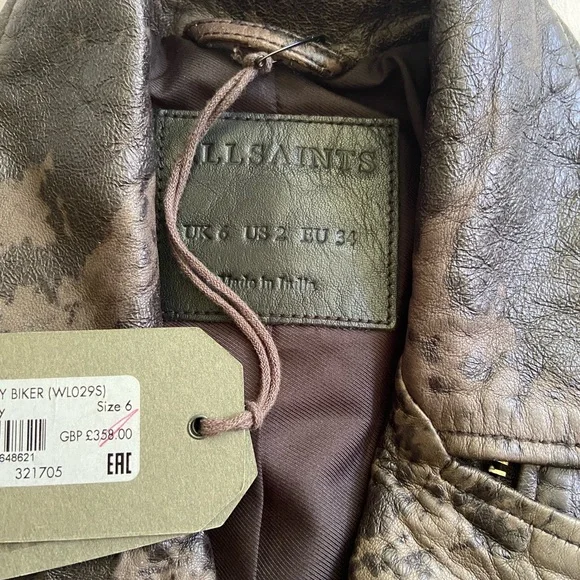 ALLSAINTS
UK 6 US 2 EU 34
Made in India
Y BIKER (WL029S)
y Size 6
GBP £358.00
648621
321705
EAC